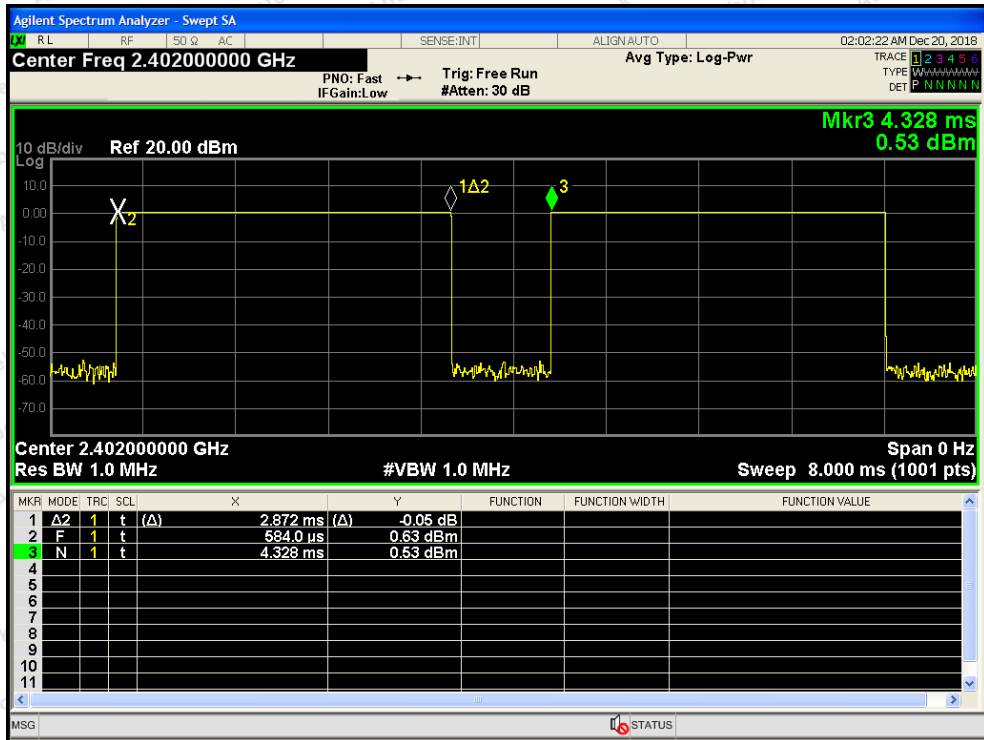 Agilent Spectrum Analyzer - Swept SA
LXI RL RF 50 Ω AC SENSE:INT ALIGN AUTO 02:02:22 AM Dec 20, 2018
Center Freq 2.402000000 GHz Avg Type: Log-Pwr TRACE 1 2 3 4 5 6
PNO: Fast Trig: Free Run TYPE WWWWWW
IFGain:Low #Atten: 30 dB DET P N N N N N
Mkr3 4.328 ms
10 dB/div Ref 20.00 dBm 0.53 dBm
Log
10.0
1Δ2
3
0.00
2
-10.0
-20.0
-30.0
-40.0
-50.0
-60.0
-70.0
Center 2.402000000 GHz Span 0 Hz
Res BW 1.0 MHz #VBW 1.0 MHz Sweep 8.000 ms (1001 pts)
MKR MODE TRC SCL X Y FUNCTION FUNCTION WIDTH FUNCTION VALUE
1 Δ2 1 t (Δ) 2.872 ms (Δ) -0.05 dB
2 F 1 t 584.0 µs 0.63 dBm
3 N 1 t 4.328 ms 0.53 dBm
4
5
6
7
8
9
10
11
MSG STATUS